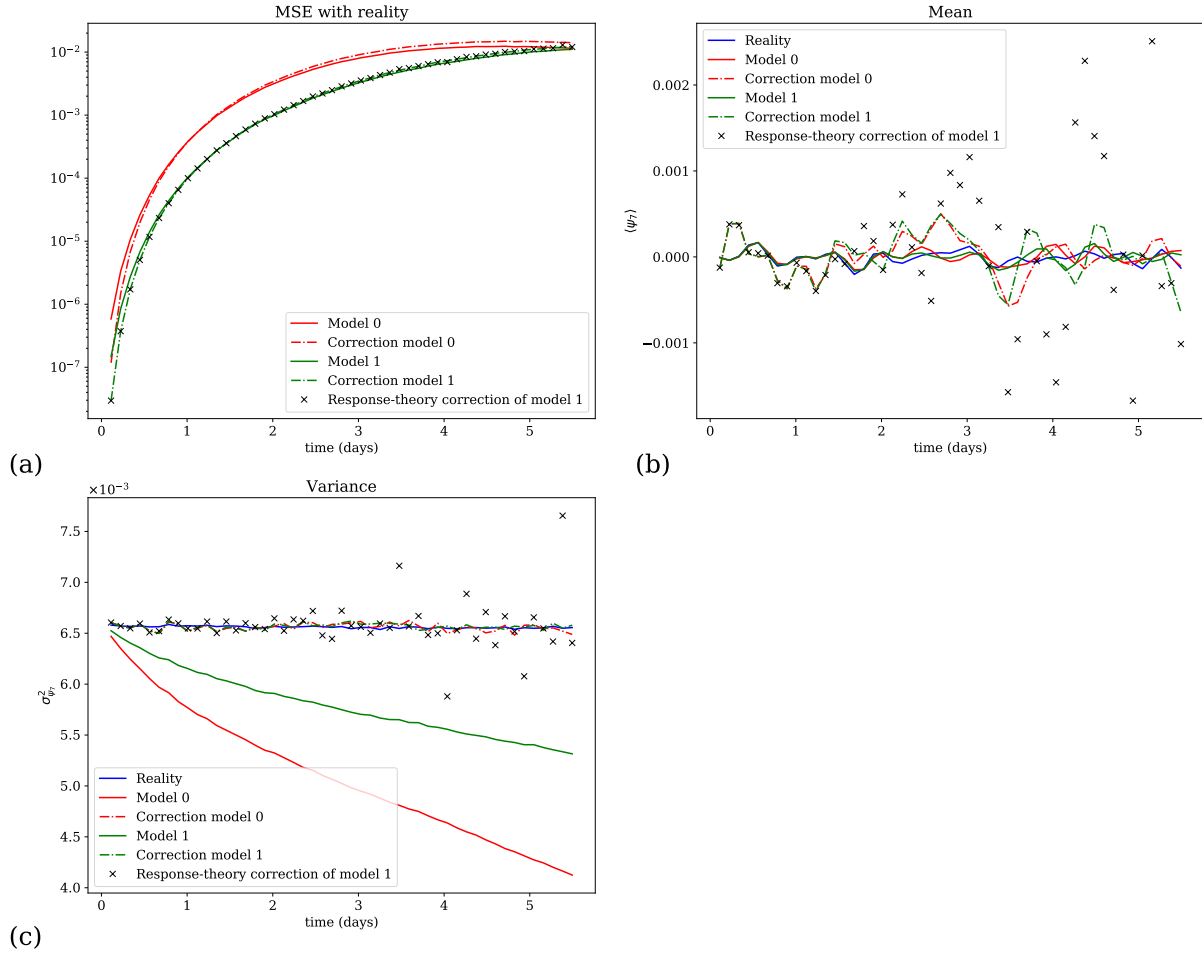 MSE with reality
10⁻²
10⁻³
10⁻⁴
10⁻⁵
10⁻⁶
10⁻⁷
Model 0
Correction model 0
Model 1
Correction model 1
Response-theory correction of model 1
0 1 2 3 4 5
time (days)
(a)
Mean
0.002
0.001
0.000
−0.001
⟨ψ₇⟩
Reality
Model 0
Correction model 0
Model 1
Correction model 1
Response-theory correction of model 1
0 1 2 3 4 5
time (days)
(b)
Variance
×10⁻³
7.5
7.0
6.5
6.0
5.5
5.0
4.5
4.0
σ²_ψ₇
Reality
Model 0
Correction model 0
Model 1
Correction model 1
Response-theory correction of model 1
0 1 2 3 4 5
time (days)
(c)